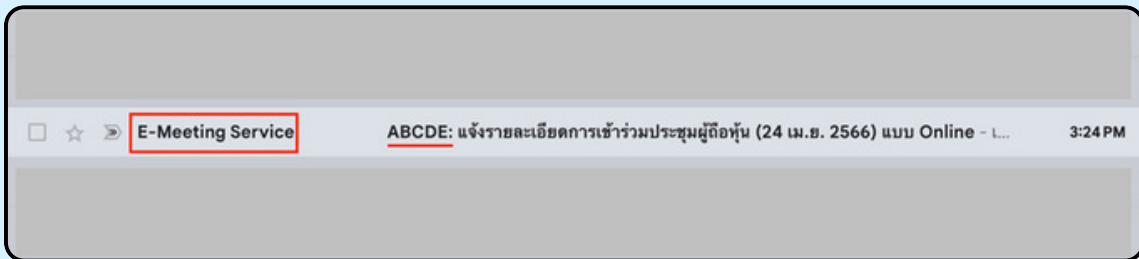 E-Meeting Service ABCDE: แจ้งรายละเอียดการเข้าร่วมประชุมผู้ถือหุ้น (24 เม.ย. 2566) แบบ Online - เ... 3:24 PM